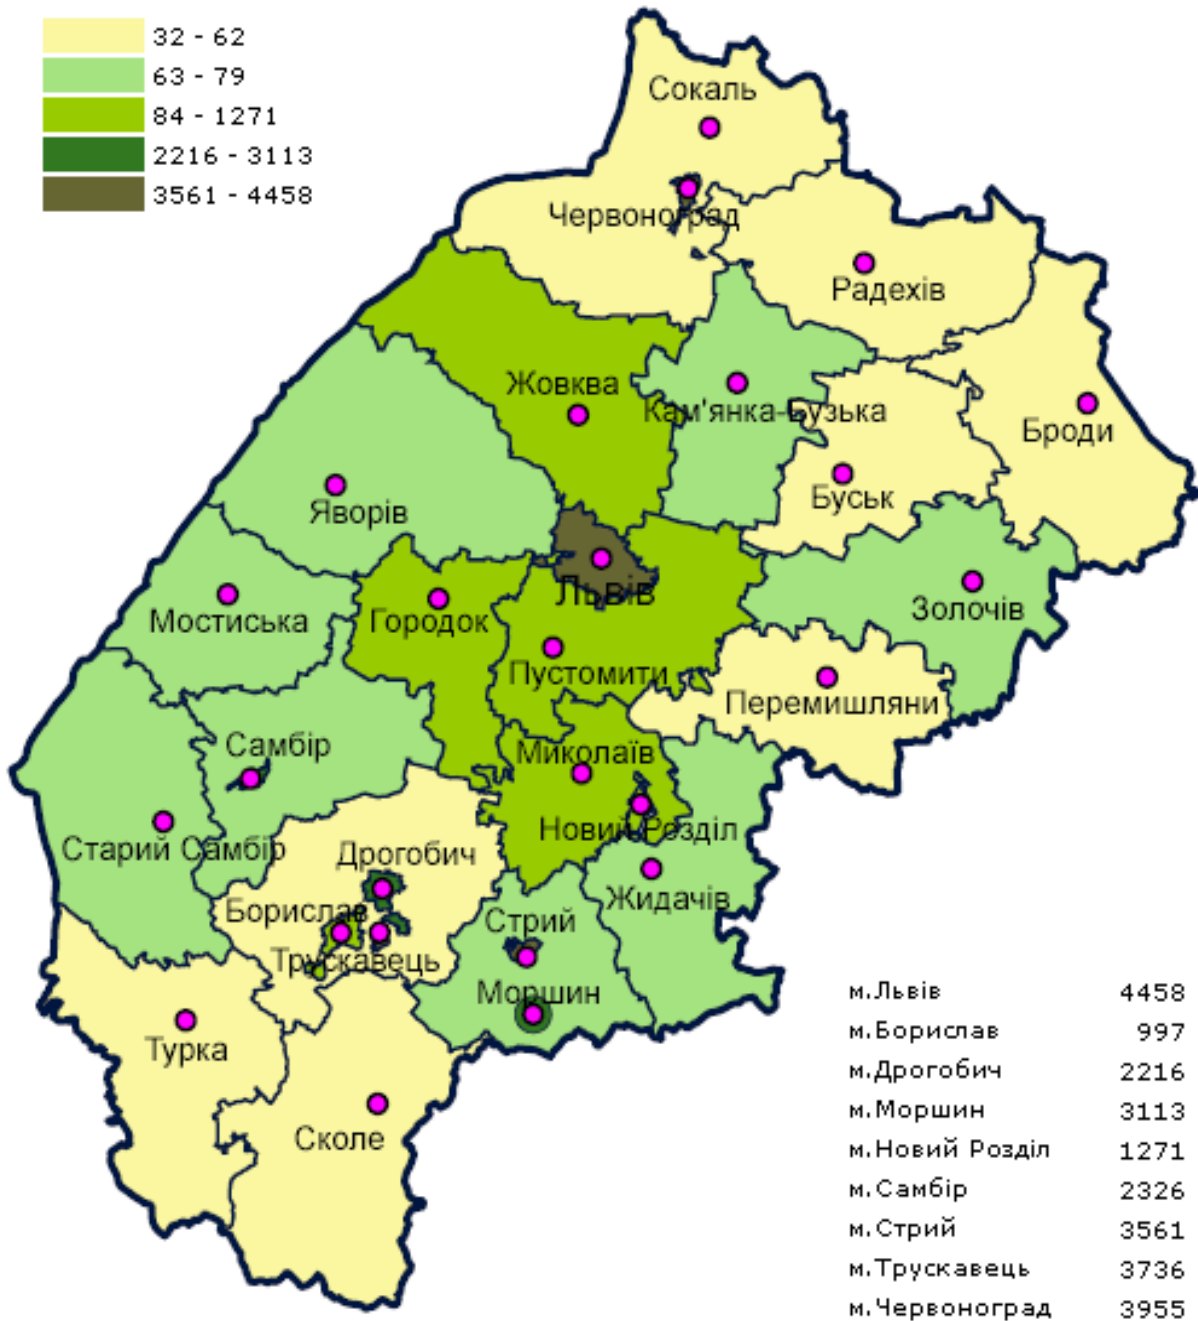 32 - 62
63 - 79
84 - 1271
2216 - 3113
3561 - 4458
Сокаль
Червоноград
Радехів
Жовква
Кам'янка-Бузька
Броди
Буськ
Яворів
Львів
Золочів
Мостиська
Городок
Пустомити
Перемишляни
Самбір
Миколаїв
Новий Розділ
Старий Самбір
Дрогобич
Жидачів
Борислав
Стрий
Трускавець
Моршин
Турка
Сколе
м.Львів 4458
м.Борислав 997
м.Дрогобич 2216
м.Моршин 3113
м.Новий Розділ 1271
м.Самбір 2326
м.Стрий 3561
м.Трускавець 3736
м.Червоноград 3955